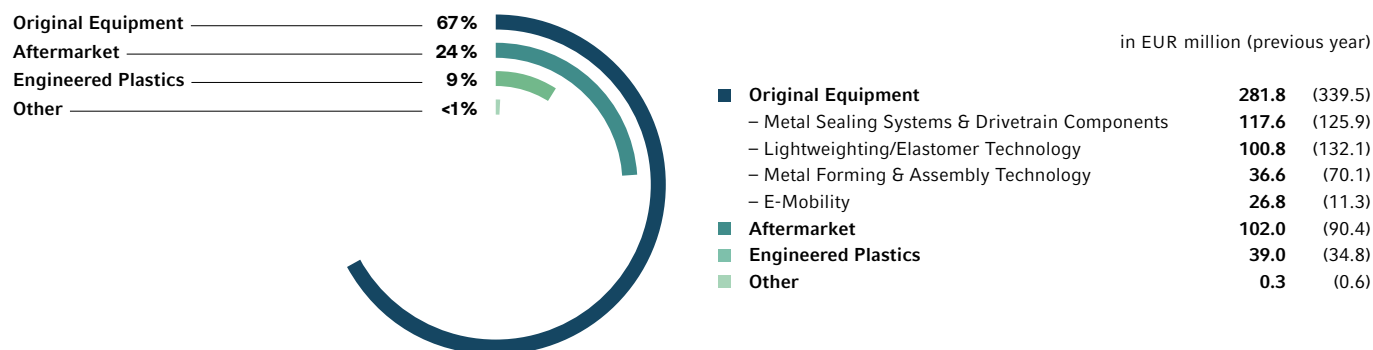 Original Equipment 67%
Aftermarket 24%
Engineered Plastics 9%
Other <1%
in EUR million (previous year)
Original Equipment 281.8 (339.5)
– Metal Sealing Systems & Drivetrain Components 117.6 (125.9)
– Lightweighting/Elastomer Technology 100.8 (132.1)
– Metal Forming & Assembly Technology 36.6 (70.1)
– E-Mobility 26.8 (11.3)
Aftermarket 102.0 (90.4)
Engineered Plastics 39.0 (34.8)
Other 0.3 (0.6)